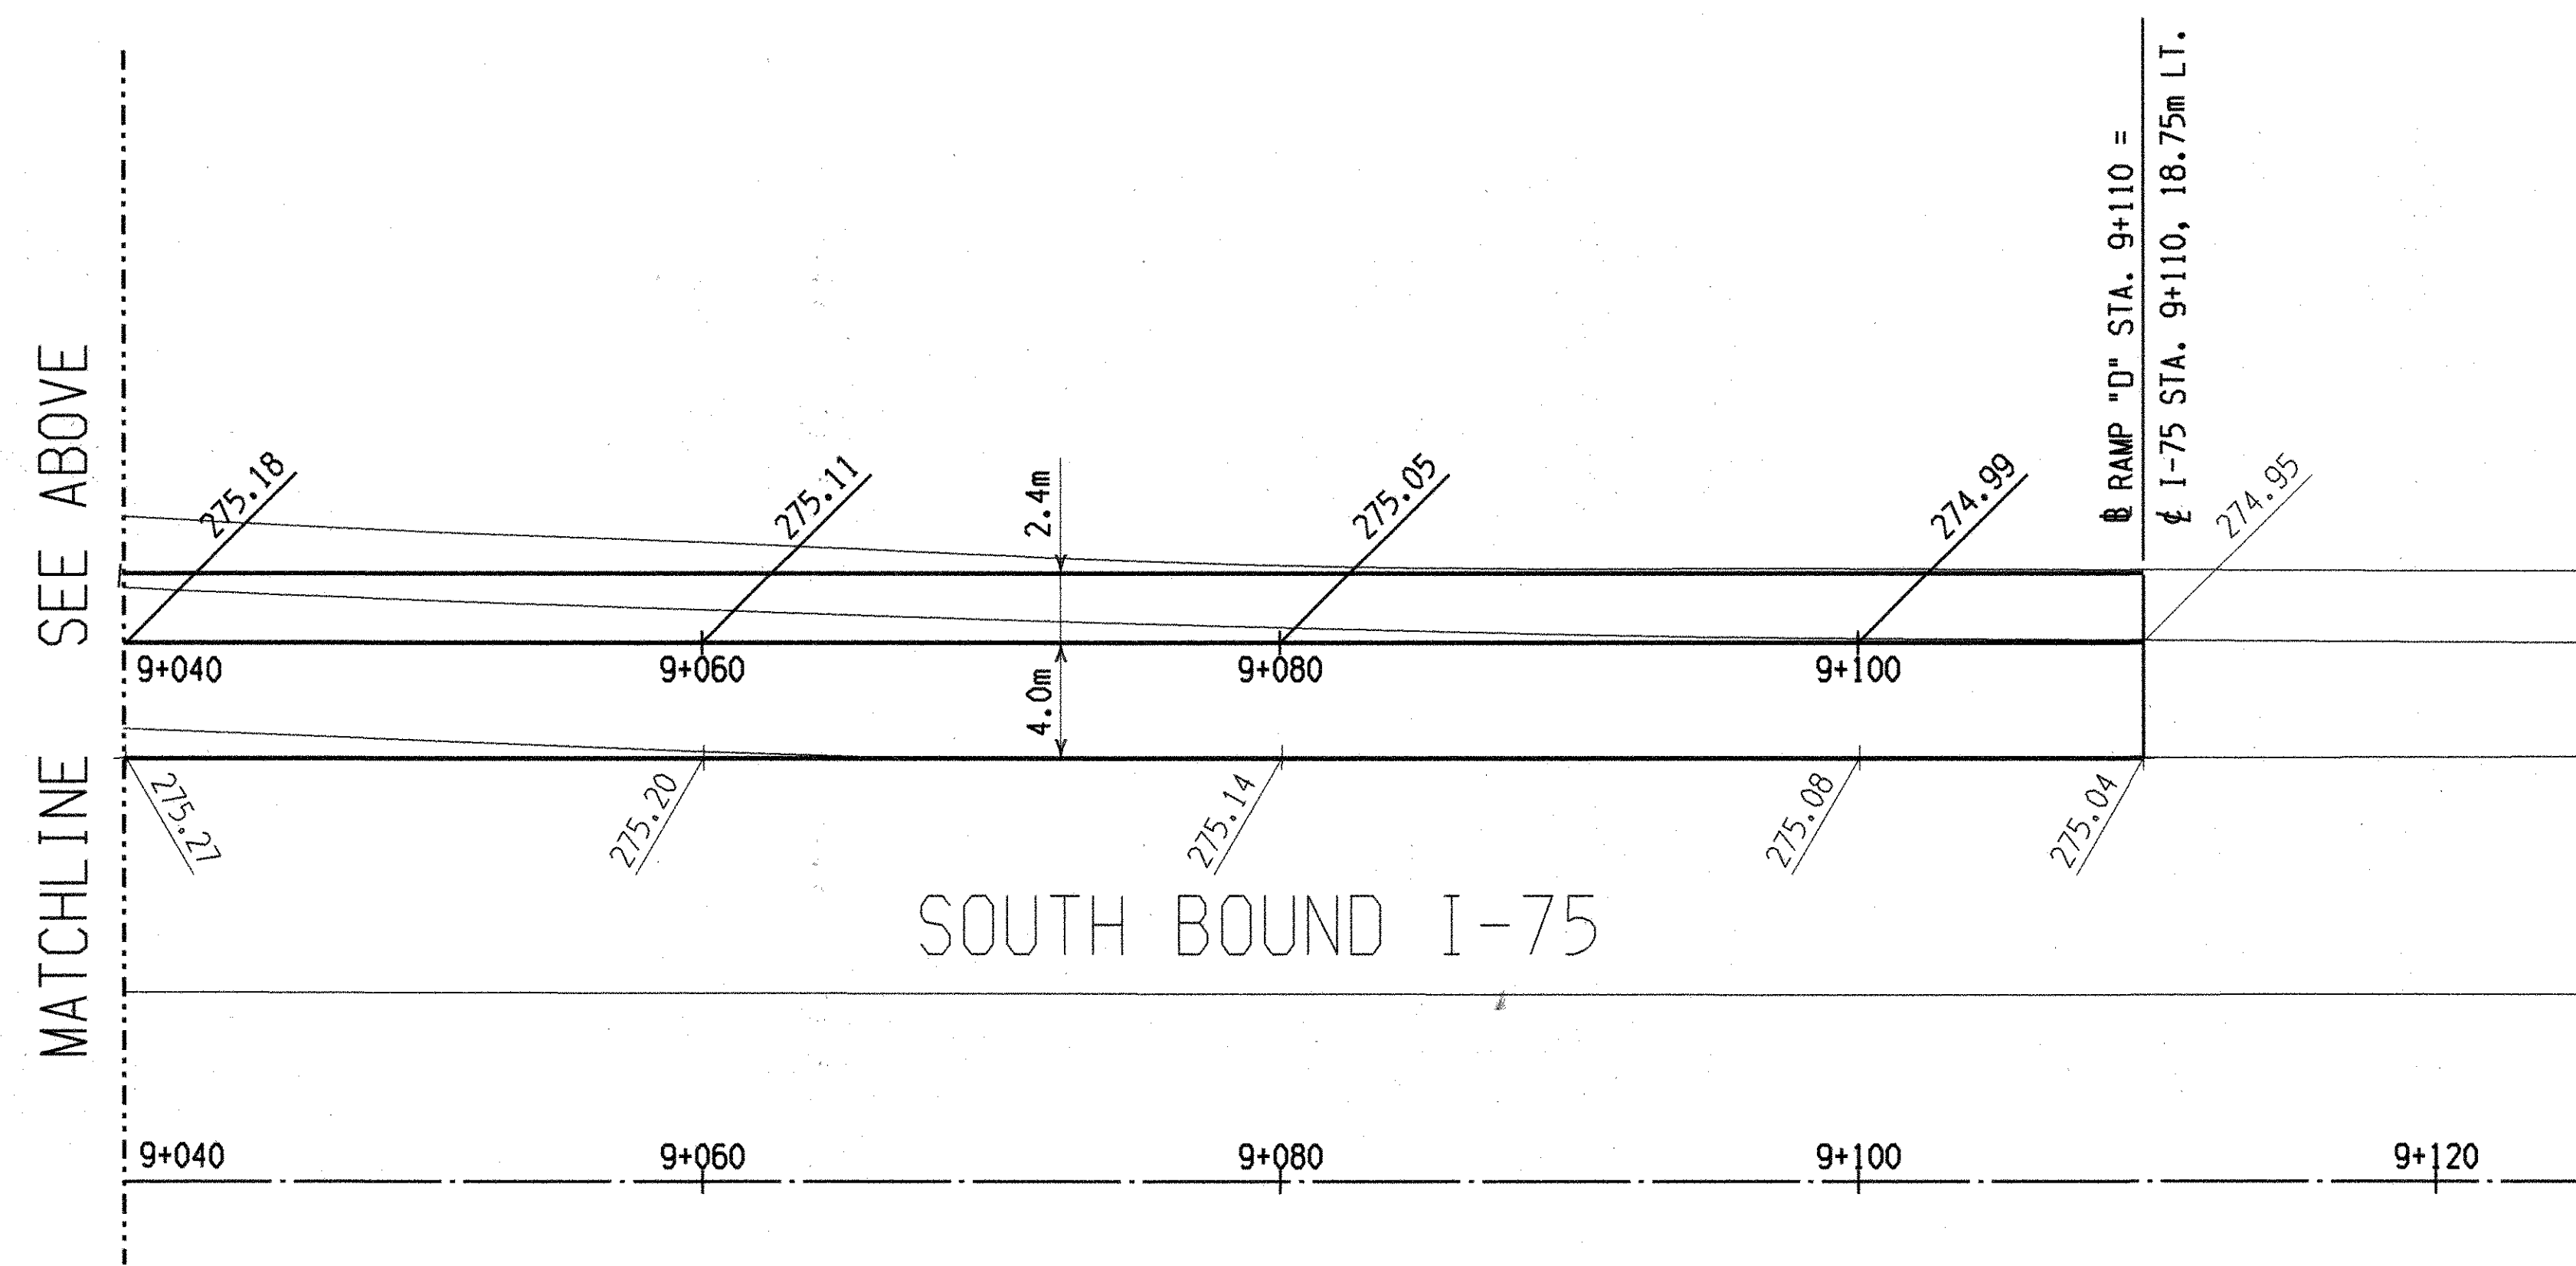 MATCHLINE SEE ABOVE
℄ RAMP "D" STA. 9+110 =
℄ I-75 STA. 9+110, 18.75m LT.
275.18
275.11
2.4m
275.05
274.99
274.95
9+040 9+060 9+080 9+100
4.0m
275.27
275.20
275.14
275.08
275.04
SOUTH BOUND I-75
9+040 9+060 9+080 9+100 9+120